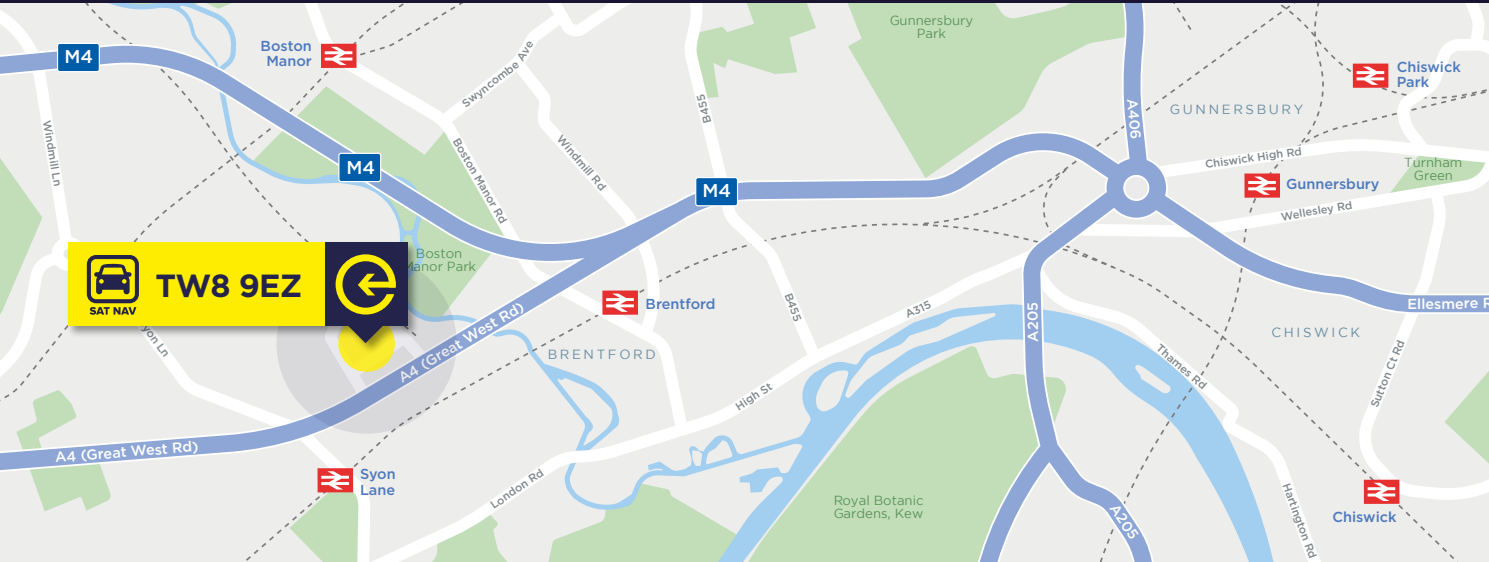 Gunnersbury
Park
Boston
Manor
M4
Swyncombe Ave
Chiswick
Park
B455
A406
GUNNERSBURY
Windmill Ln
Boston Manor Rd
Windmill Rd
M4
M4
Chiswick High Rd
Turnham
Green
Gunnersbury
Wellesley Rd
Boston
Manor Park
TW8 9EZ
SAT NAV
Brentford
B455
A315
A205
Ellesmere R
CHISWICK
yon Ln
A4 (Great West Rd)
BRENTFORD
Thames Rd
Sutton Ct Rd
High St
A4 (Great West Rd)
Syon
Lane
London Rd
Royal Botanic
Gardens, Kew
A205
Hartington Rd
Chiswick